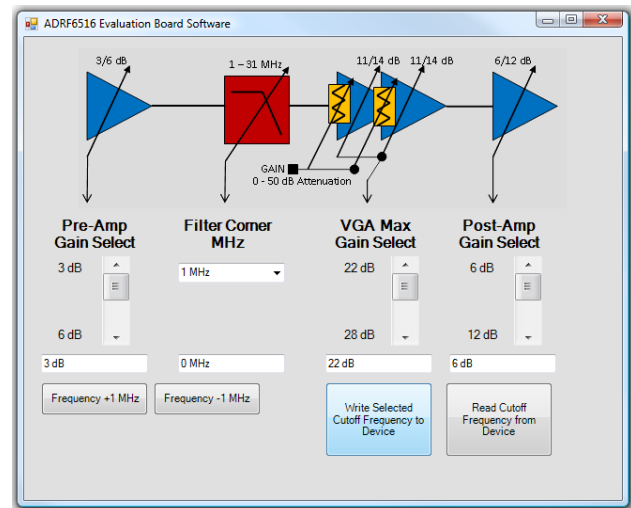 ADRF6516 Evaluation Board Software
3/6 dB
1 – 31 MHz
11/14 dB 11/14 dB
6/12 dB
GAIN
0 - 50 dB Attenuation
Pre-Amp
Gain Select
Filter Corner
MHz
VGA Max
Gain Select
Post-Amp
Gain Select
3 dB
1 MHz
22 dB
6 dB
6 dB
28 dB
12 dB
3 dB
0 MHz
22 dB
6 dB
Frequency +1 MHz
Frequency -1 MHz
Write Selected
Cutoff Frequency to
Device
Read Cutoff
Frequency from
Device